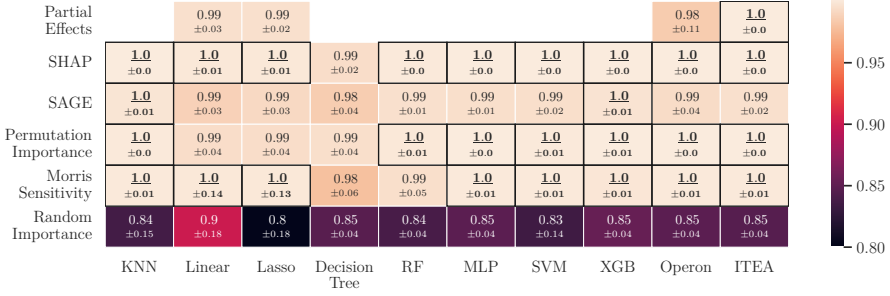 Partial
Effects
0.99 0.99 0.98 1.0
±0.03 ±0.02 ±0.11 ±0.0
SHAP
1.0 1.0 1.0 0.99 1.0 1.0 1.0 1.0 1.0 1.0
±0.0 ±0.01 ±0.01 ±0.02 ±0.0 ±0.0 ±0.0 ±0.0 ±0.0 ±0.0
SAGE
1.0 0.99 0.99 0.98 0.99 0.99 0.99 1.0 0.99 0.99
±0.01 ±0.03 ±0.03 ±0.04 ±0.01 ±0.01 ±0.02 ±0.01 ±0.04 ±0.02
Permutation
Importance
1.0 0.99 0.99 0.99 1.0 1.0 1.0 1.0 1.0 1.0
±0.0 ±0.04 ±0.04 ±0.04 ±0.01 ±0.01 ±0.01 ±0.01 ±0.0 ±0.0
Morris
Sensitivity
1.0 1.0 1.0 0.98 0.99 1.0 1.0 1.0 1.0 1.0
±0.01 ±0.14 ±0.13 ±0.06 ±0.05 ±0.01 ±0.01 ±0.01 ±0.01 ±0.01
Random
Importance
0.84 0.9 0.8 0.85 0.84 0.85 0.83 0.85 0.85 0.85
±0.15 ±0.18 ±0.18 ±0.04 ±0.04 ±0.04 ±0.14 ±0.04 ±0.04 ±0.04
KNN Linear Lasso Decision RF MLP SVM XGB Operon ITEA
Tree
0.95
0.90
0.85
0.80